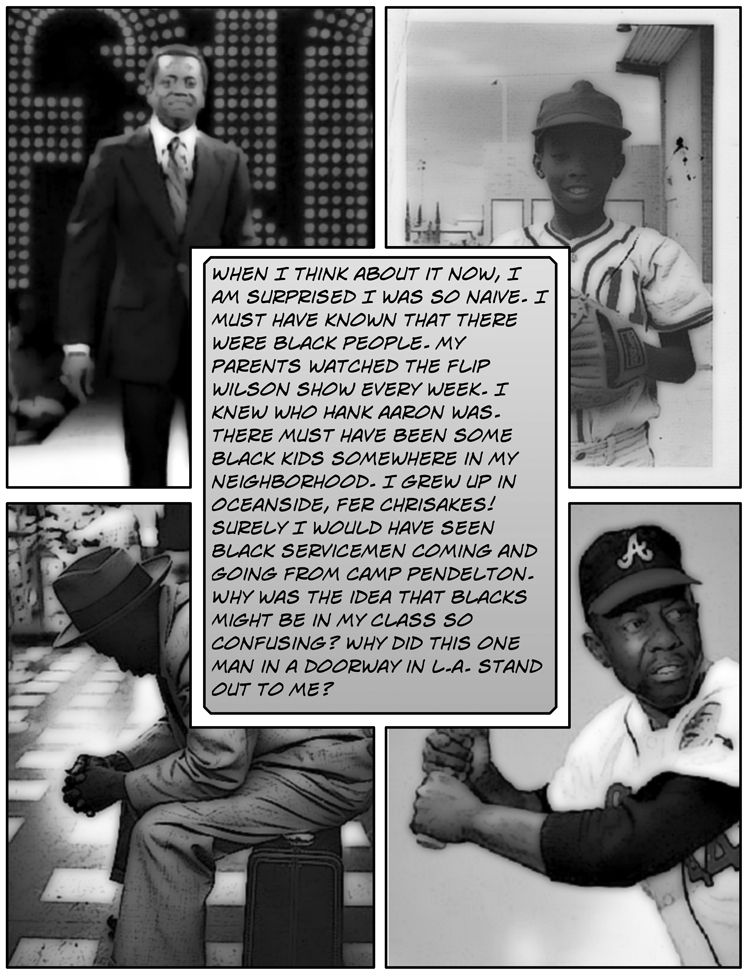 WHEN I THINK ABOUT IT NOW, I
AM SURPRISED I WAS SO NAIVE. I
MUST HAVE KNOWN THAT THERE
WERE BLACK PEOPLE. MY
PARENTS WATCHED THE FLIP
WILSON SHOW EVERY WEEK. I
KNEW WHO HANK AARON WAS.
THERE MUST HAVE BEEN SOME
BLACK KIDS SOMEWHERE IN MY
NEIGHBORHOOD. I GREW UP IN
OCEANSIDE, FER CHRISAKES!
SURELY I WOULD HAVE SEEN
BLACK SERVICEMEN COMING AND
GOING FROM CAMP PENDELTON.
WHY WAS THE IDEA THAT BLACKS
MIGHT BE IN MY CLASS SO
CONFUSING? WHY DID THIS ONE
MAN IN A DOORWAY IN L.A. STAND
OUT TO ME?
A
44